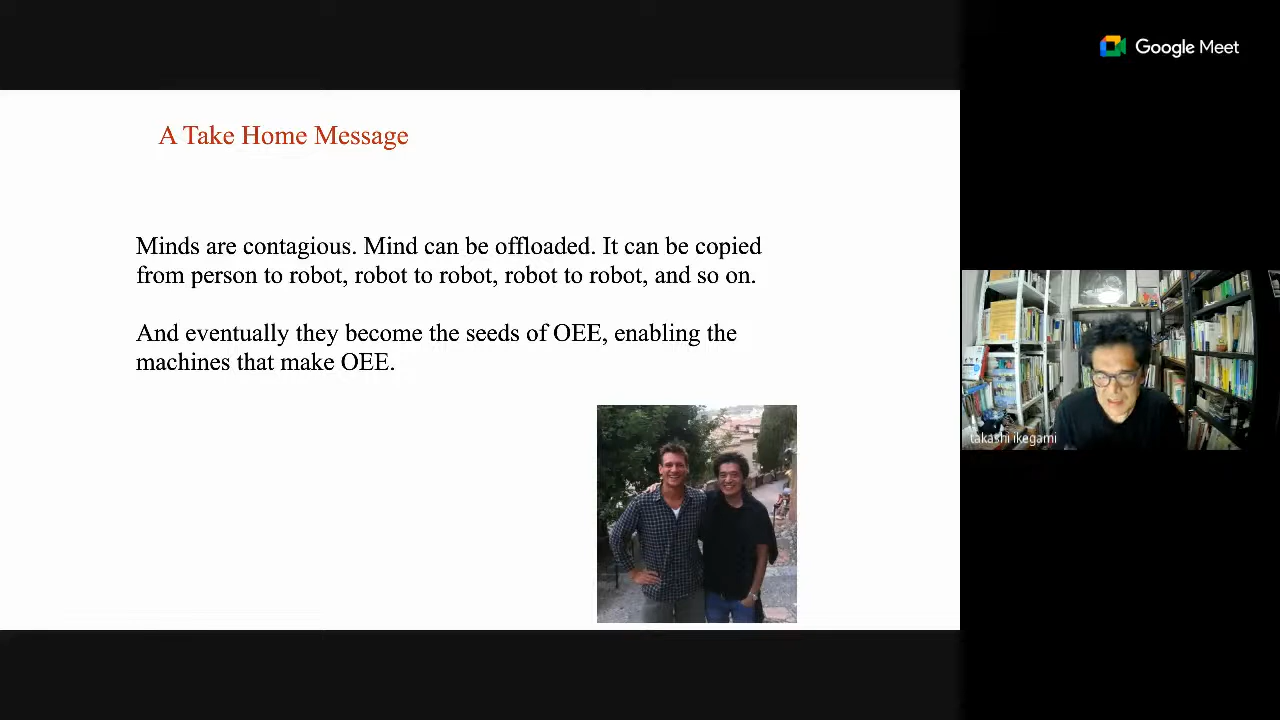 Google Meet
A Take Home Message
Minds are contagious. Mind can be offloaded. It can be copied
from person to robot, robot to robot, robot to robot, and so on.
And eventually they become the seeds of OEE, enabling the
machines that make OEE.
takashi ikegami